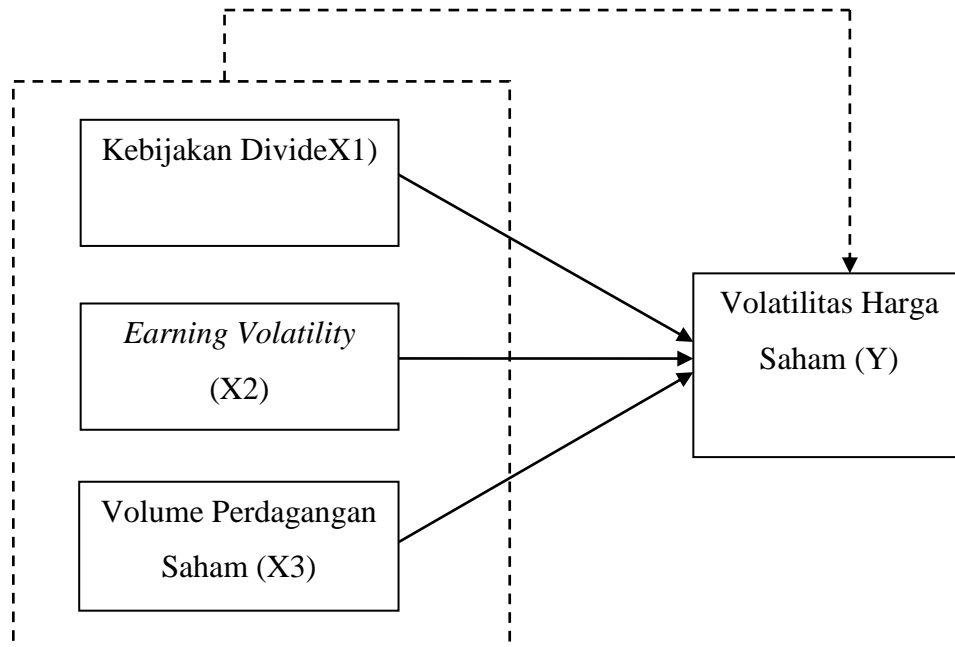 Kebijakan DivideX1)
Earning Volatility
(X2)
Volume Perdagangan
Saham (X3)
Volatilitas Harga
Saham (Y)